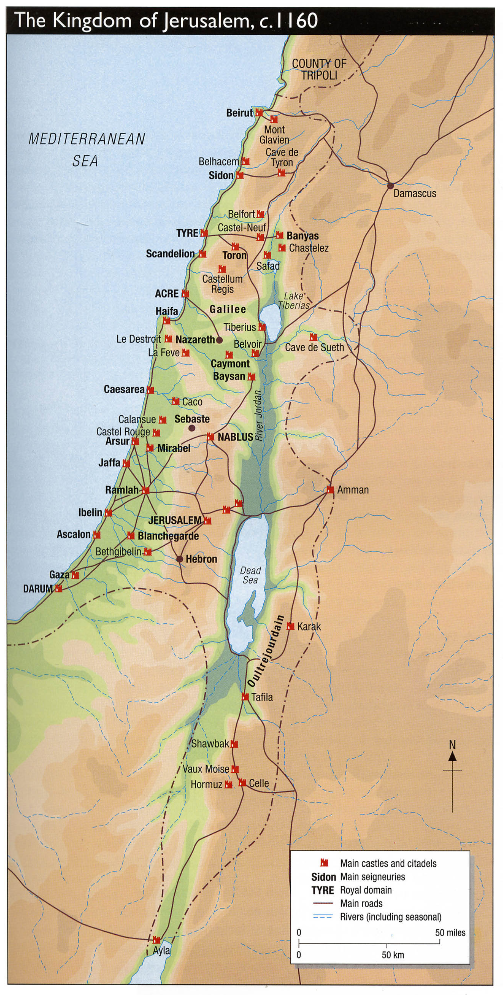 The Kingdom of Jerusalem, c.1160
COUNTY OF
TRIPOLI
MEDITERRANEAN
SEA
Beirut
Mont
Glavien
Cave de
Tyron
Belhacem
Sidon
Damascus
Belfort
Castel-Neuf
TYRE
Banyas
Chastelez
Scandelion
Toron
Safad
Castellum
Regis
ACRE
Lake
Tiberias
Galilee
Haifa
Tiberius
Le Destroit
Nazareth
Belvoir
Cave de Sueth
La Feve
Caymont
Baysan
Caesarea
Caco
River Jordan
Calansue
Sebaste
Castel Rouge
NABLUS
Arsur
Mirabel
Jaffa
Ramlah
Amman
Ibelin
JERUSALEM
Ascalon
Blanchegarde
Bethgibelin
Hebron
Dead
Sea
Gaza
DARUM
Karak
Oultrejourdain
Tafila
Shawbak
Vaux Moise
Hormuz
Celle
N
Ayla
Main castles and citadels
Sidon Main seigneuries
TYRE Royal domain
Main roads
Rivers (including seasonal)
0 50 miles
0 50 km